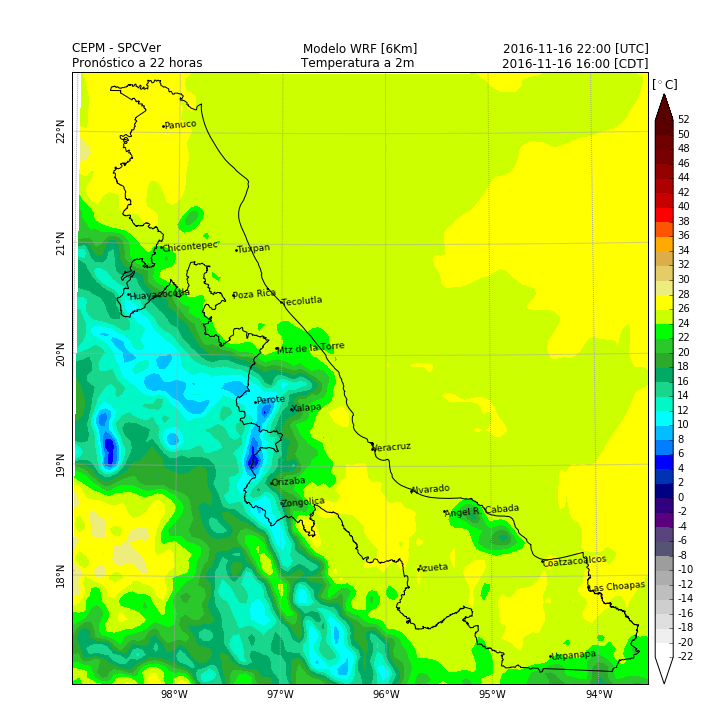 CEPM - SPCVer
Modelo WRF [6Km]
2016-11-16 22:00 [UTC]
Pronóstico a 22 horas
Temperatura a 2m
2016-11-16 16:00 [CDT]
[°C]
52
50
48
46
44
42
40
38
36
34
32
30
28
26
24
22
20
18
16
14
12
10
8
6
4
2
0
-2
-4
-6
-8
-10
-12
-14
-16
-18
-20
-22
22°N
21°N
20°N
19°N
18°N
Panuco
Chicontepec
Tuxpan
Huayacocotla
Poza Rica
Tecolutla
Mtz de la Torre
Perote
Xalapa
Veracruz
Orizaba
Alvarado
Zongolica
Angel R. Cabada
Azueta
Coatzacoalcos
Las Choapas
Uxpanapa
98°W
97°W
96°W
95°W
94°W